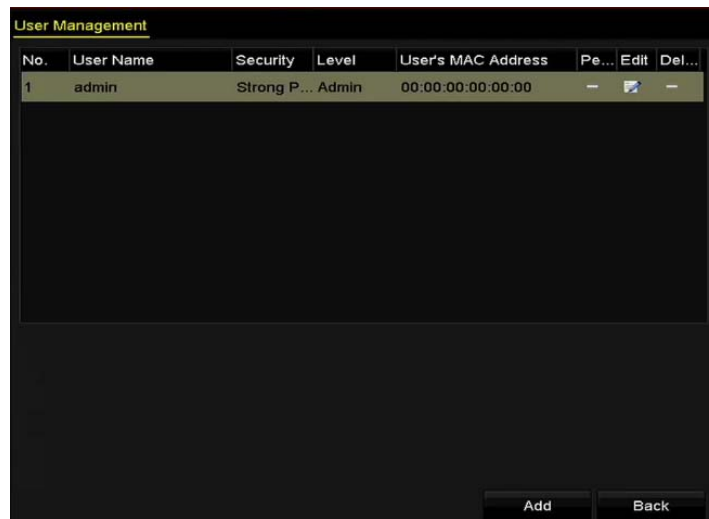 User Management
No. User Name Security Level User's MAC Address Pe... Edit Del...
1 admin Strong P... Admin 00:00:00:00:00:00 — —
Add Back